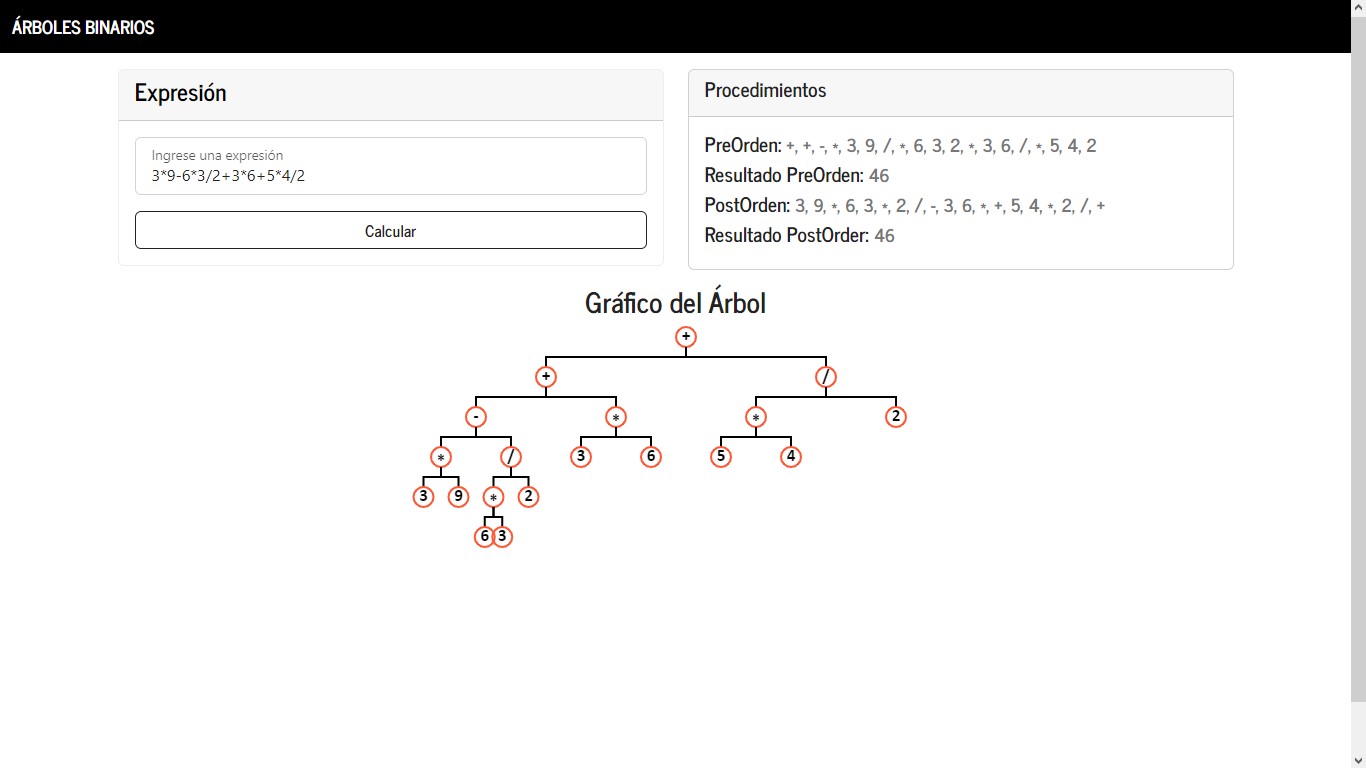 ÁRBOLES BINARIOS
Expresión
Ingrese una expresión
3*9-6*3/2+3*6+5*4/2
Calcular
Procedimientos
PreOrden: +, +, -, *, 3, 9, /, *, 6, 3, 2, *, 3, 6, /, *, 5, 4, 2
Resultado PreOrden: 46
PostOrden: 3, 9, *, 6, 3, *, 2, /, -, 3, 6, *, +, 5, 4, *, 2, /, +
Resultado PostOrder: 46
Gráfico del Árbol
+
+ /
- * * 2
* / 3 6 5 4
3 9 * 2
6 3